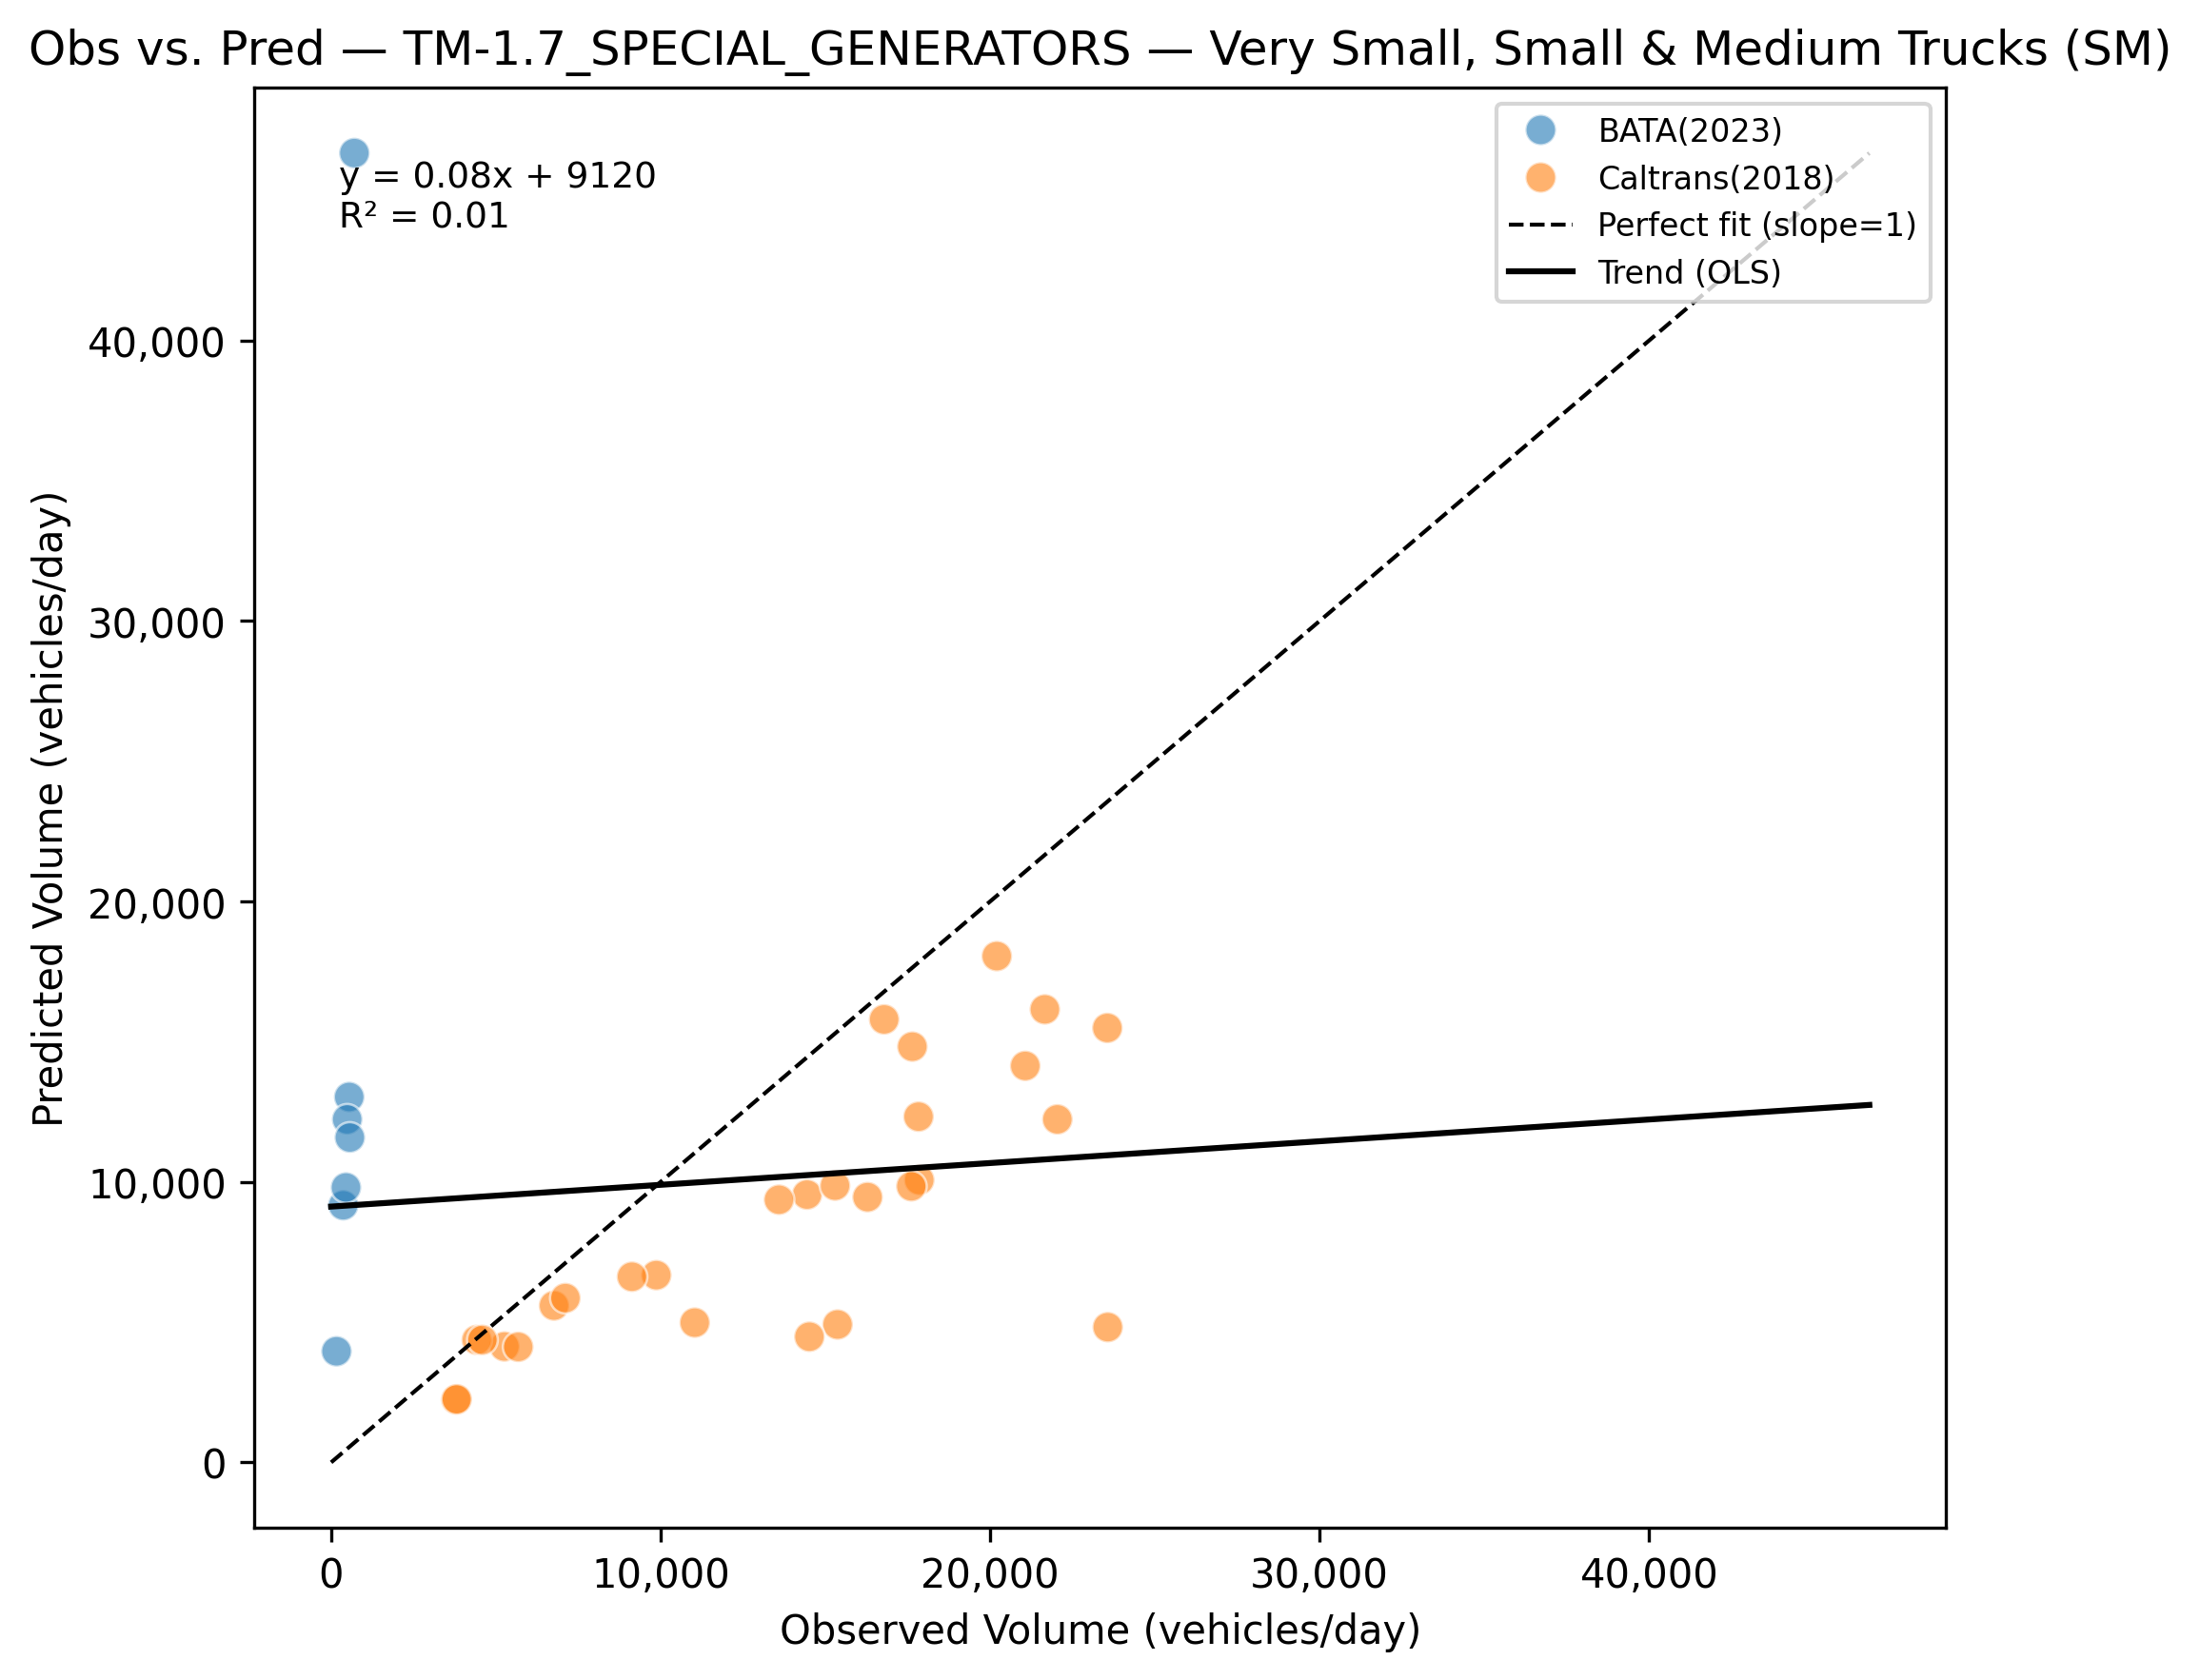 Obs vs. Pred — TM-1.7_SPECIAL_GENERATORS — Very Small, Small & Medium Trucks (SM)
BATA(2023)
Caltrans(2018)
Perfect fit (slope=1)
Trend (OLS)
y = 0.08x + 9120
R² = 0.01
Predicted Volume (vehicles/day)
40,000
30,000
20,000
10,000
0
0 10,000 20,000 30,000 40,000
Observed Volume (vehicles/day)